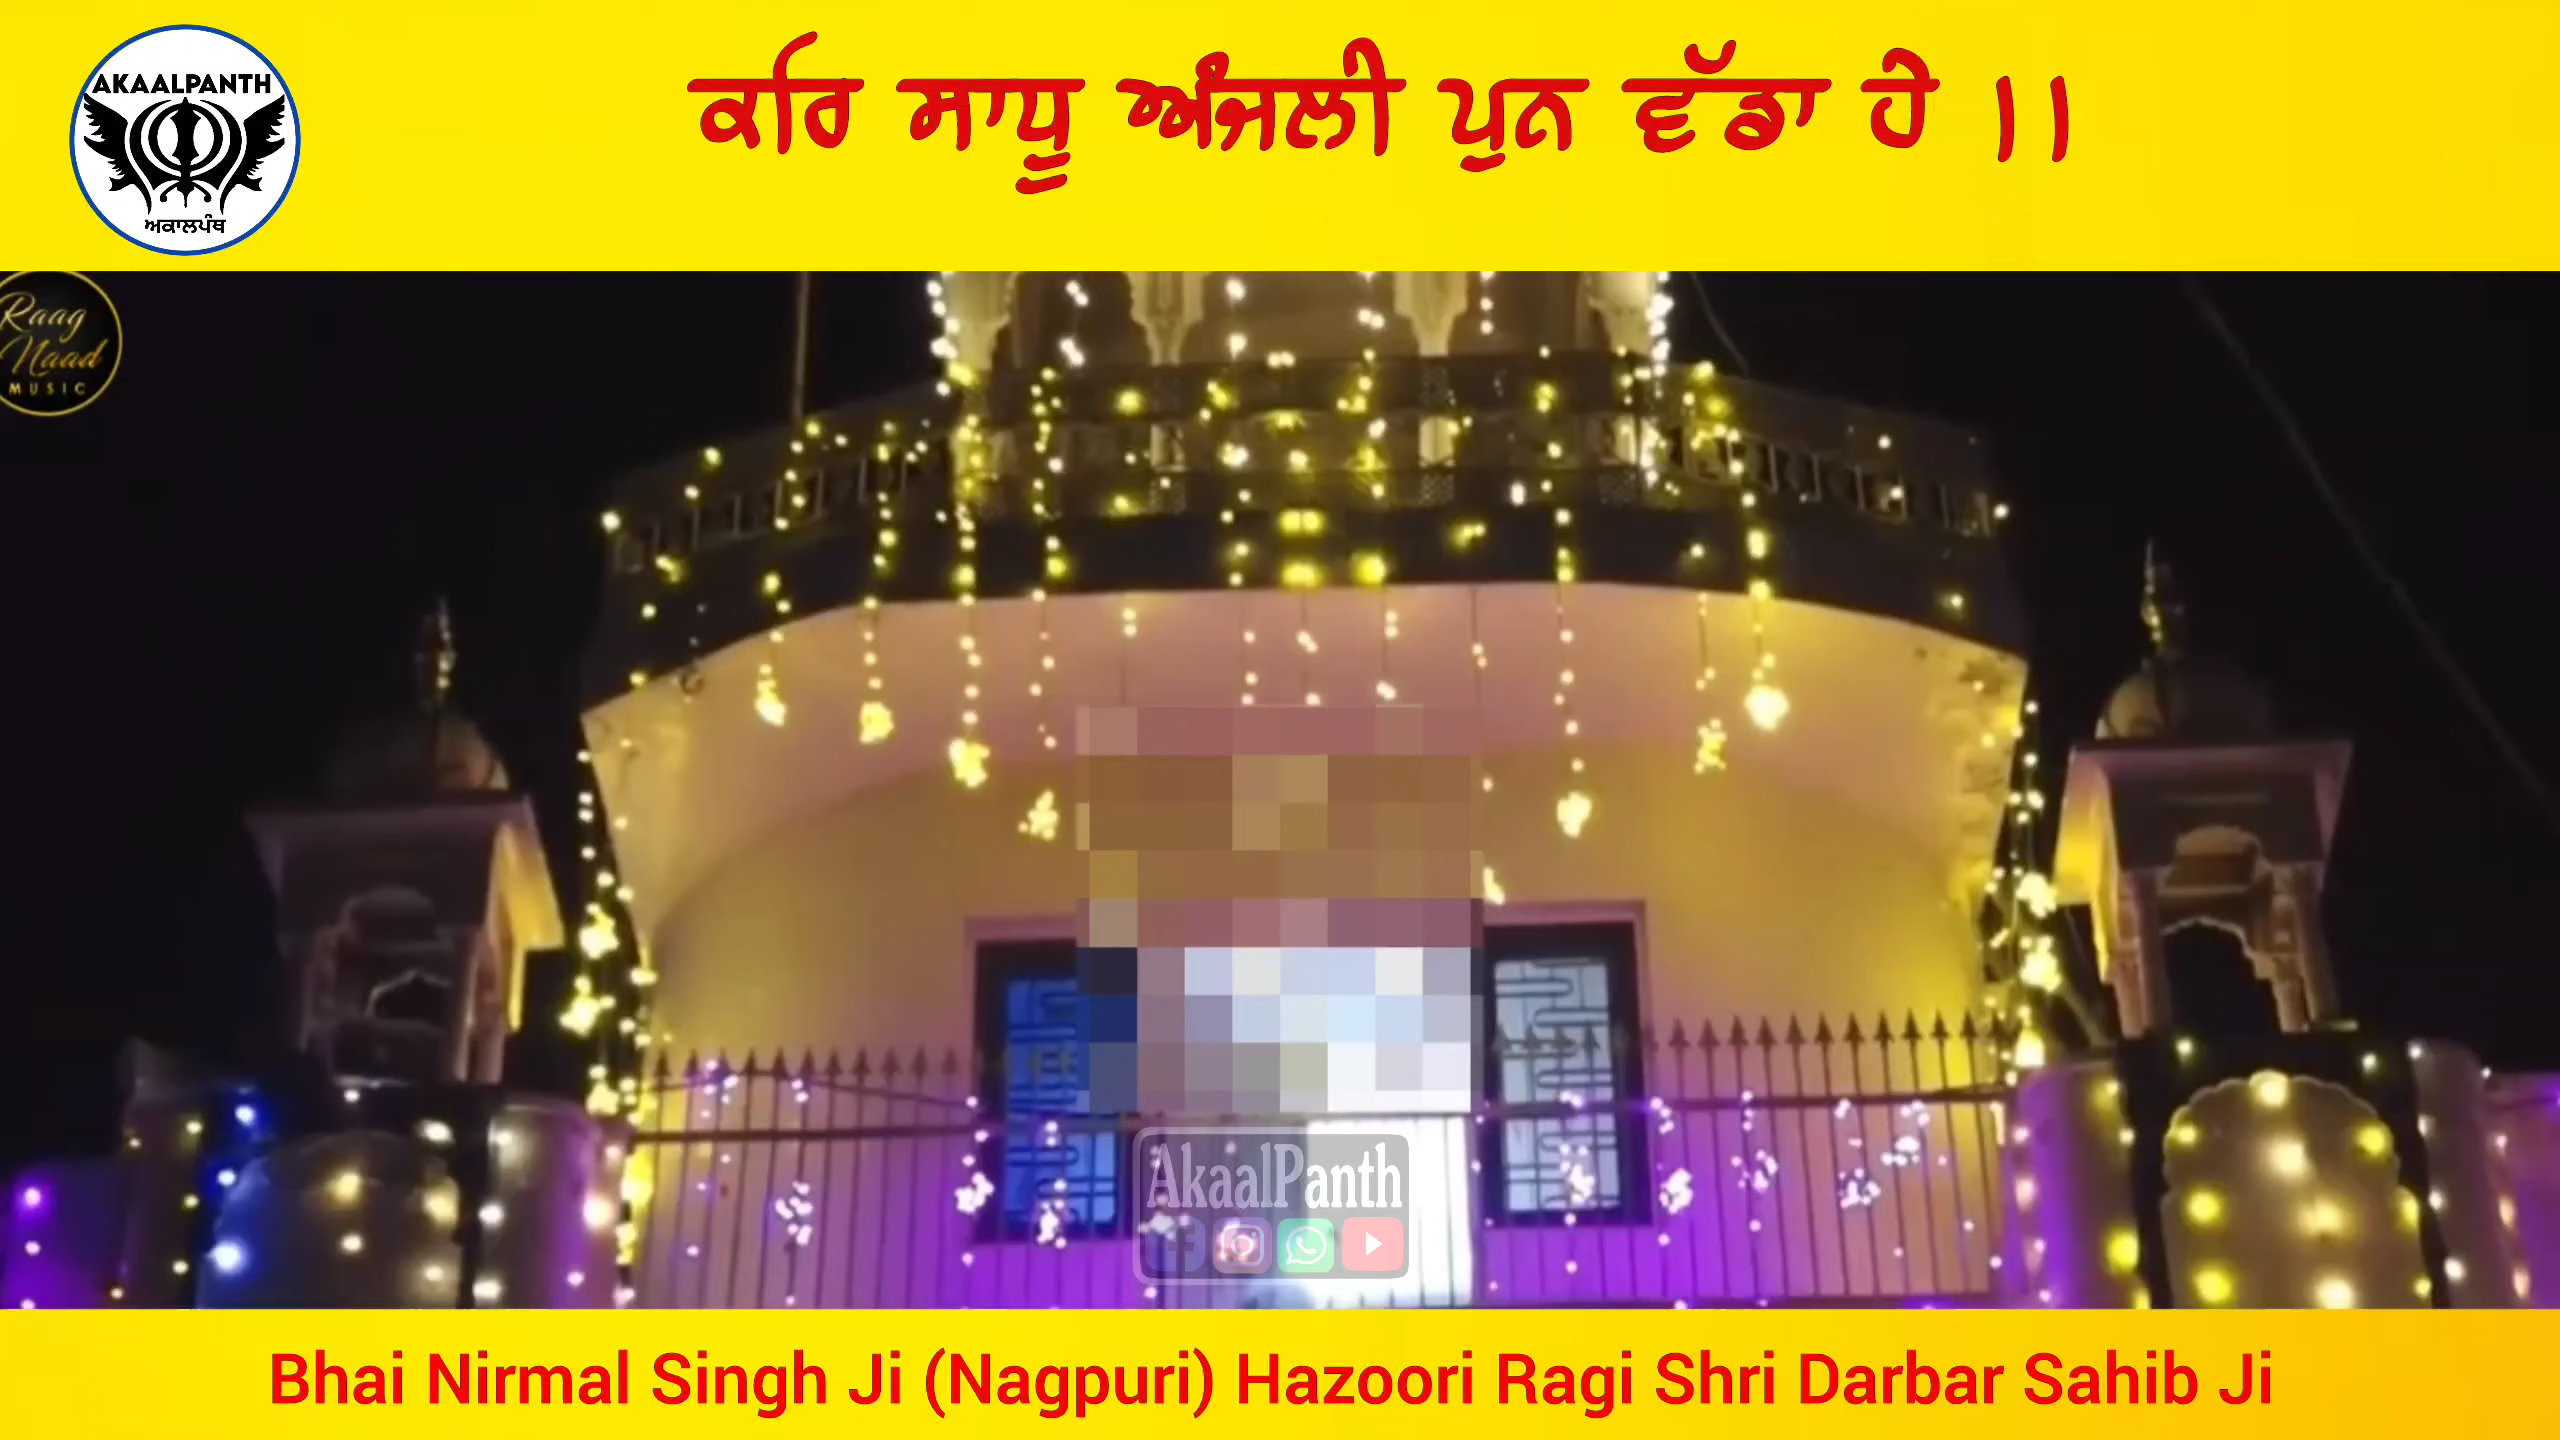 ਕਰਿ ਸਾਧੂ ਅੰਜਲੀ ਪੁਨ ਵੱਡਾ ਹੇ ।।
AKAALPANTH
ਅਕਾਲਪੰਥ
Raag
Naad
MUSIC
AkaalPanth
Bhai Nirmal Singh Ji (Nagpuri) Hazoori Ragi Shri Darbar Sahib Ji